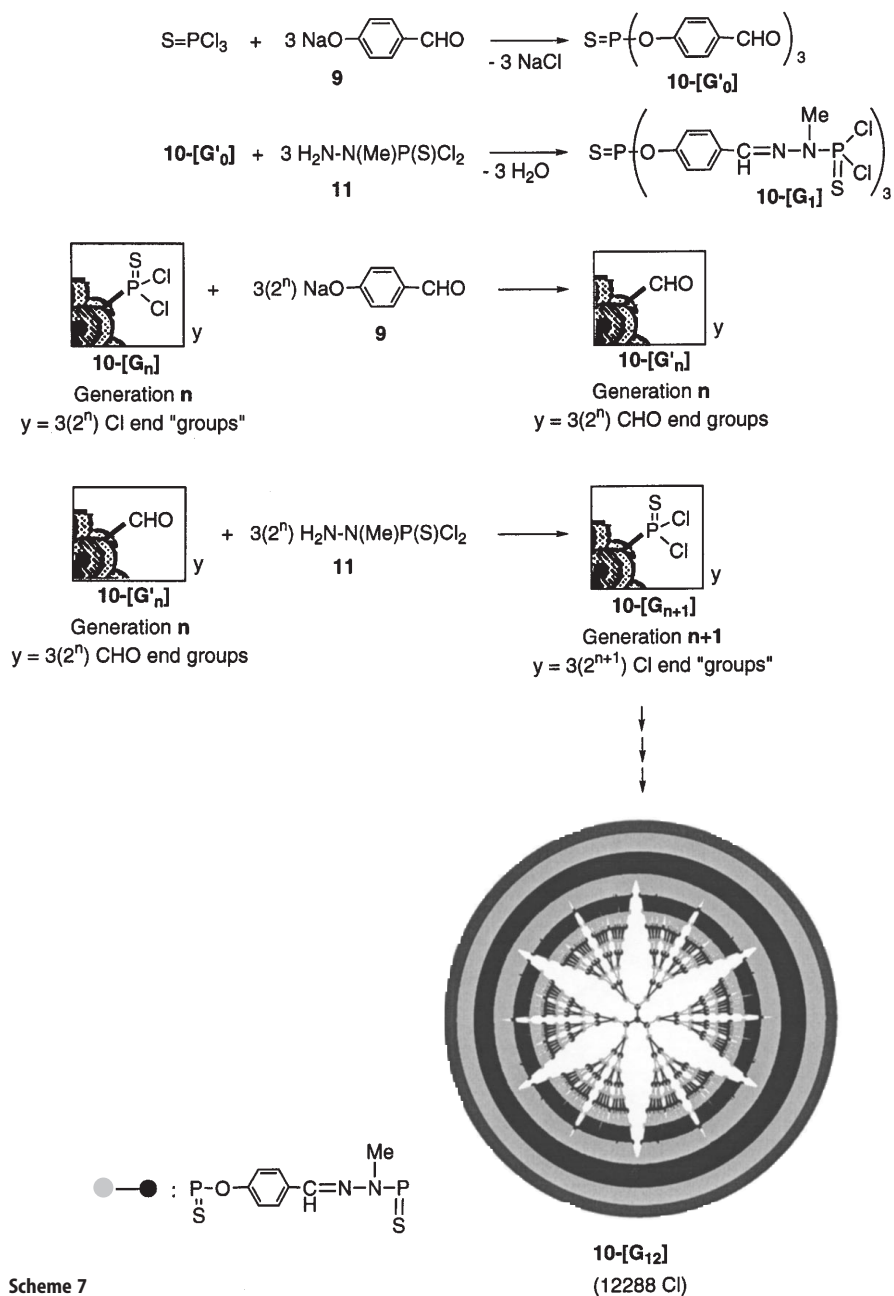 S=PCl₃ + 3 NaO CHO - 3 NaCl S=P ( O CHO )₃
9 10-[G'₀]
10-[G'₀] + 3 H₂N-N(Me)P(S)Cl₂ - 3 H₂O S=P ( O C H =N-N Me P S Cl Cl )₃
11 10-[G₁]
S P Cl Cl y + 3(2ⁿ) NaO CHO CHO y
9
10-[Gₙ] 10-[G'ₙ]
Generation n Generation n
y = 3(2ⁿ) Cl end "groups" y = 3(2ⁿ) CHO end groups
CHO y + 3(2ⁿ) H₂N-N(Me)P(S)Cl₂ S P Cl Cl y
11
10-[G'ₙ] 10-[Gₙ₊₁]
Generation n Generation n+1
y = 3(2ⁿ) CHO end groups y = 3(2ⁿ⁺¹) Cl end "groups"
: P-O C=N-N-P
S H Me S
10-[G₁₂]
(12288 Cl)
Scheme 7